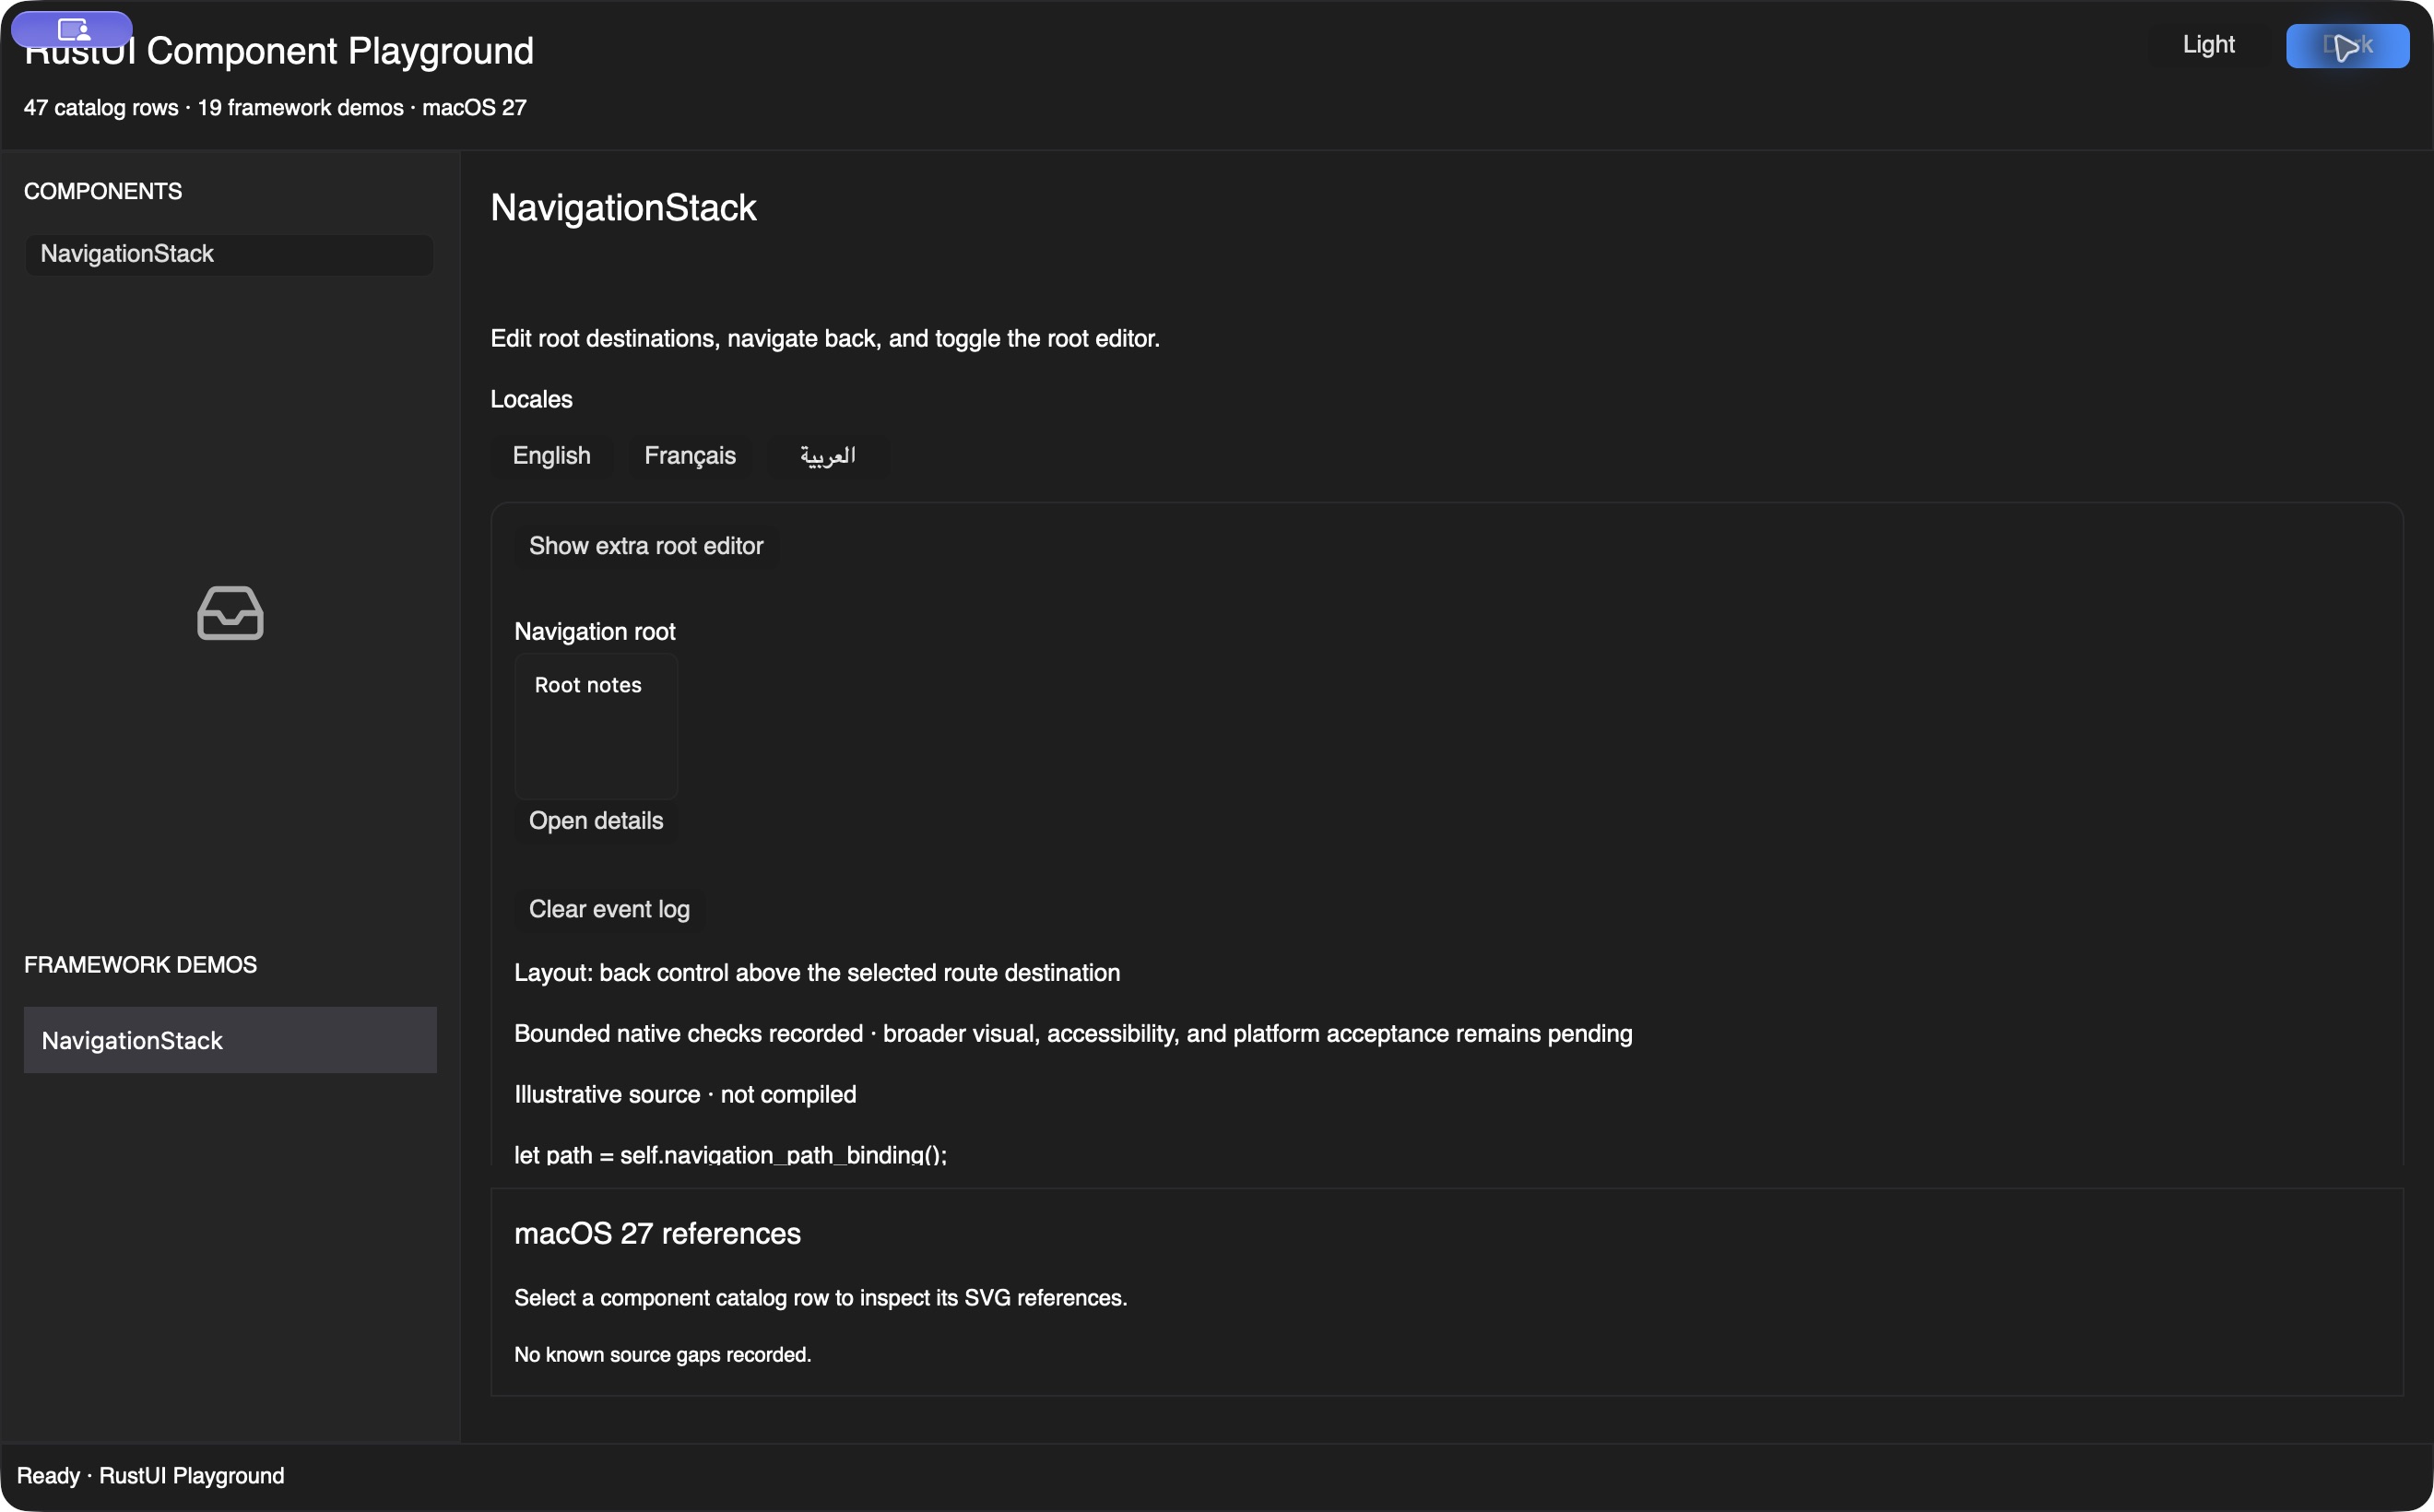 RustUI Component Playground
Light
Dark
47 catalog rows · 19 framework demos · macOS 27
COMPONENTS
NavigationStack
FRAMEWORK DEMOS
NavigationStack
NavigationStack
Edit root destinations, navigate back, and toggle the root editor.
Locales
English
Français
العربية
Show extra root editor
Navigation root
Root notes
Open details
Clear event log
Layout: back control above the selected route destination
Bounded native checks recorded · broader visual, accessibility, and platform acceptance remains pending
Illustrative source · not compiled
let path = self.navigation_path_binding();
macOS 27 references
Select a component catalog row to inspect its SVG references.
No known source gaps recorded.
Ready · RustUI Playground